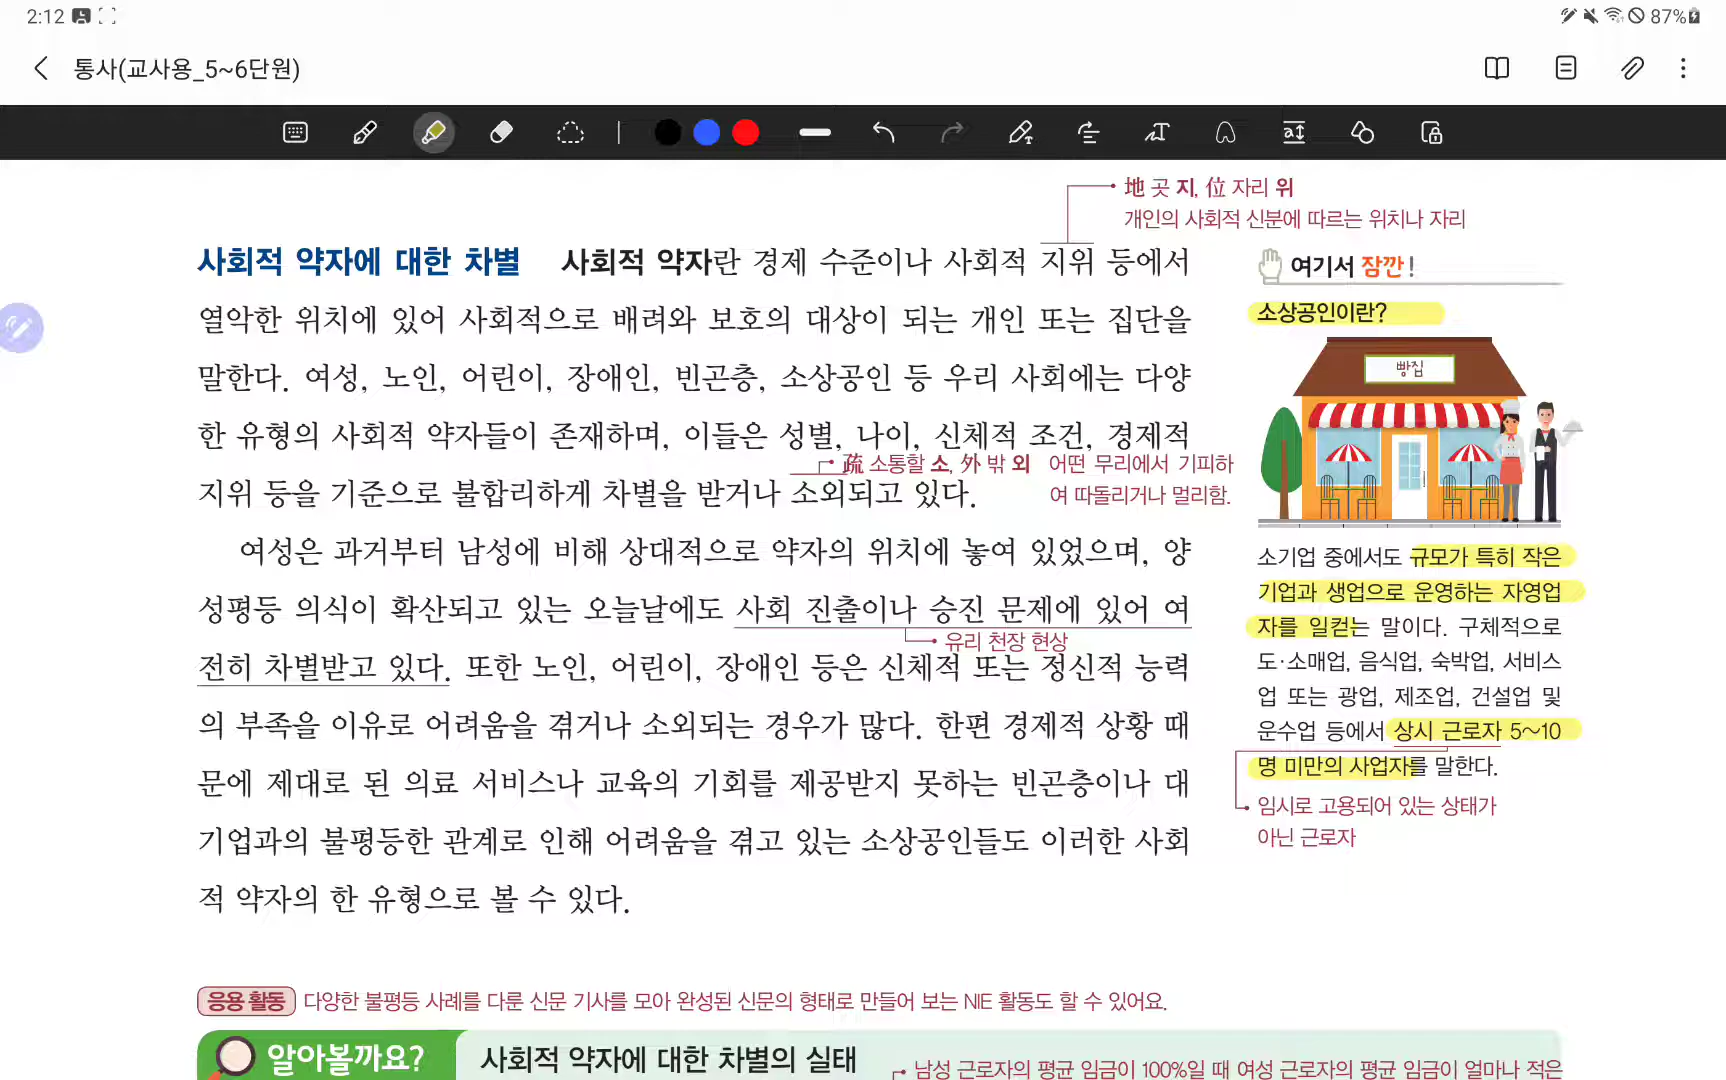 2:12
87%
통사(교사용_5~6단원)
地 곳 지, 位 자리 위
개인의 사회적 신분에 따르는 위치나 자리
사회적 약자에 대한 차별 사회적 약자란 경제 수준이나 사회적 지위 등에서
열악한 위치에 있어 사회적으로 배려와 보호의 대상이 되는 개인 또는 집단을
말한다. 여성, 노인, 어린이, 장애인, 빈곤층, 소상공인 등 우리 사회에는 다양
한 유형의 사회적 약자들이 존재하며, 이들은 성별, 나이, 신체적 조건, 경제적
疏 소통할 소, 外 밖 외 어떤 무리에서 기피하
여 따돌리거나 멀리함.
지위 등을 기준으로 불합리하게 차별을 받거나 소외되고 있다.
여성은 과거부터 남성에 비해 상대적으로 약자의 위치에 놓여 있었으며, 양
성평등 의식이 확산되고 있는 오늘날에도 사회 진출이나 승진 문제에 있어 여
유리 천장 현상
전히 차별받고 있다. 또한 노인, 어린이, 장애인 등은 신체적 또는 정신적 능력
의 부족을 이유로 어려움을 겪거나 소외되는 경우가 많다. 한편 경제적 상황 때
문에 제대로 된 의료 서비스나 교육의 기회를 제공받지 못하는 빈곤층이나 대
기업과의 불평등한 관계로 인해 어려움을 겪고 있는 소상공인들도 이러한 사회
적 약자의 한 유형으로 볼 수 있다.
여기서 잠깐!
소상공인이란?
빵집
소기업 중에서도 규모가 특히 작은
기업과 생업으로 운영하는 자영업
자를 일컫는 말이다. 구체적으로
도·소매업, 음식업, 숙박업, 서비스
업 또는 광업, 제조업, 건설업 및
운수업 등에서 상시 근로자 5~10
명 미만의 사업자를 말한다.
임시로 고용되어 있는 상태가
아닌 근로자
응용 활동 다양한 불평등 사례를 다룬 신문 기사를 모아 완성된 신문의 형태로 만들어 보는 NIE 활동도 할 수 있어요.
알아볼까요? 사회적 약자에 대한 차별의 실태
남성 근로자의 평균 임금이 100%일 때 여성 근로자의 평균 임금이 얼마나 적은